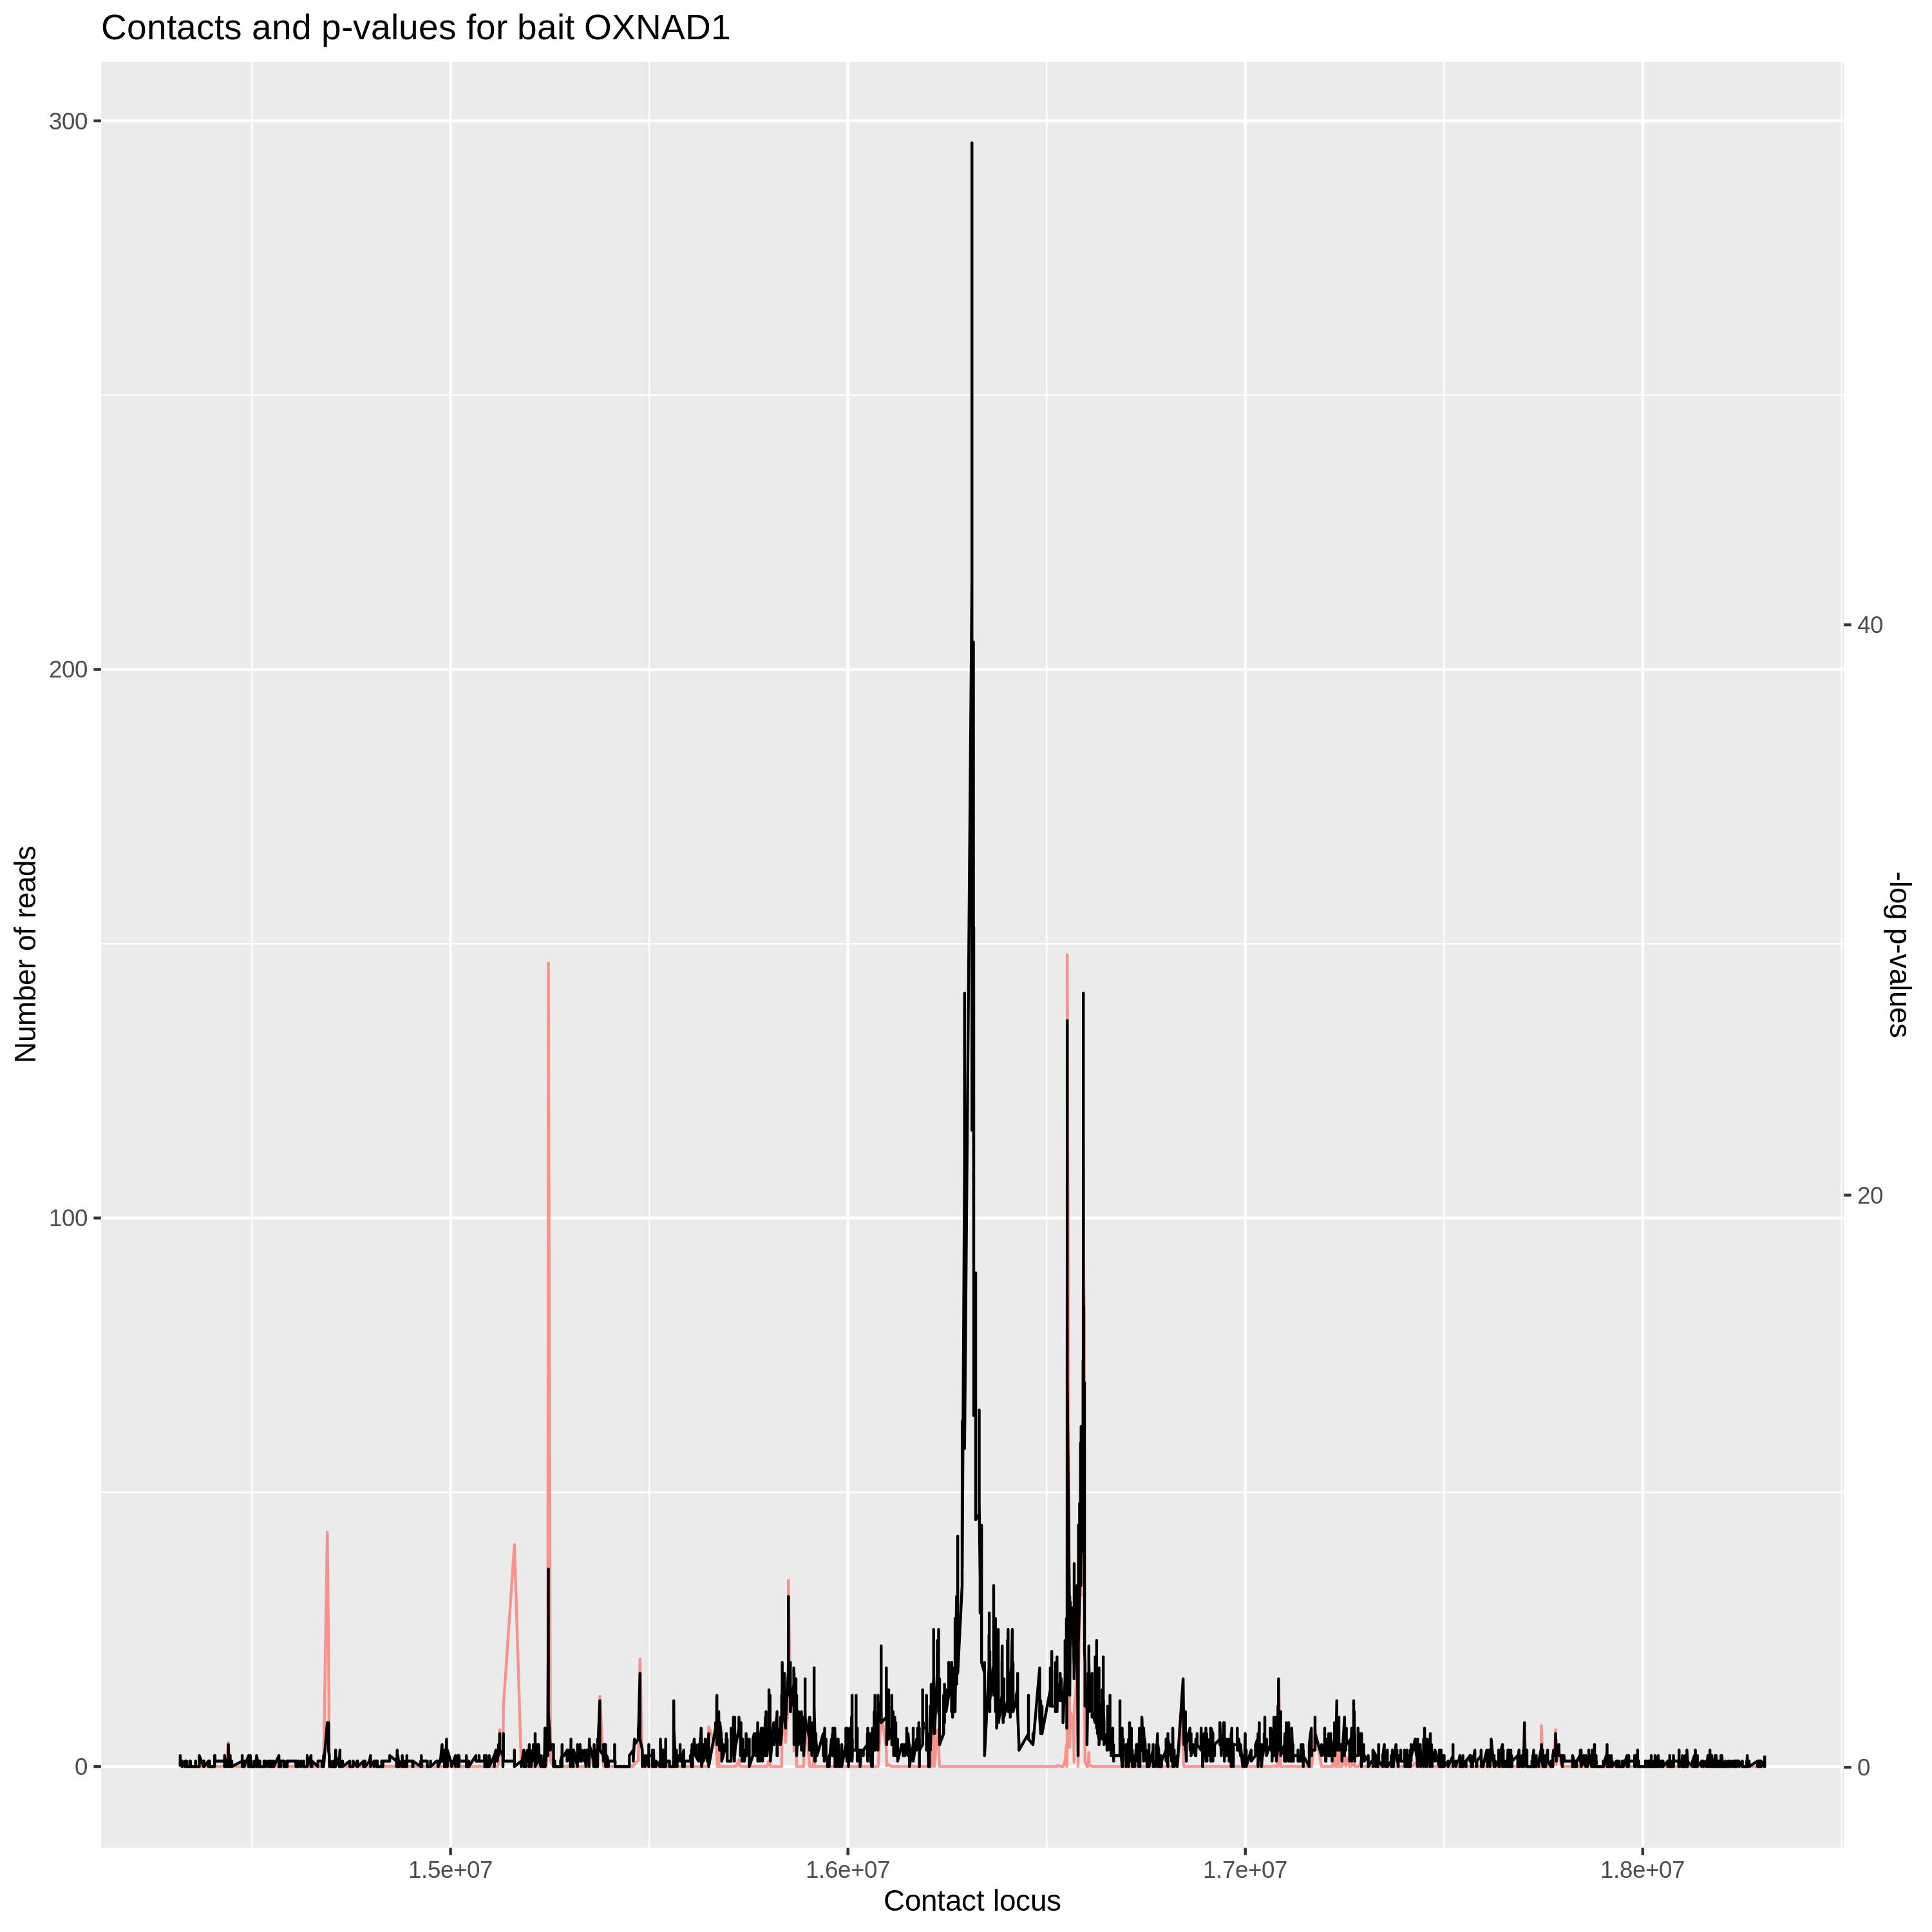 Contacts and p-values for bait OXNAD1
300
200
100
0
Number of reads
40
20
0
-log p-values
1.5e+07
1.6e+07
1.7e+07
1.8e+07
Contact locus